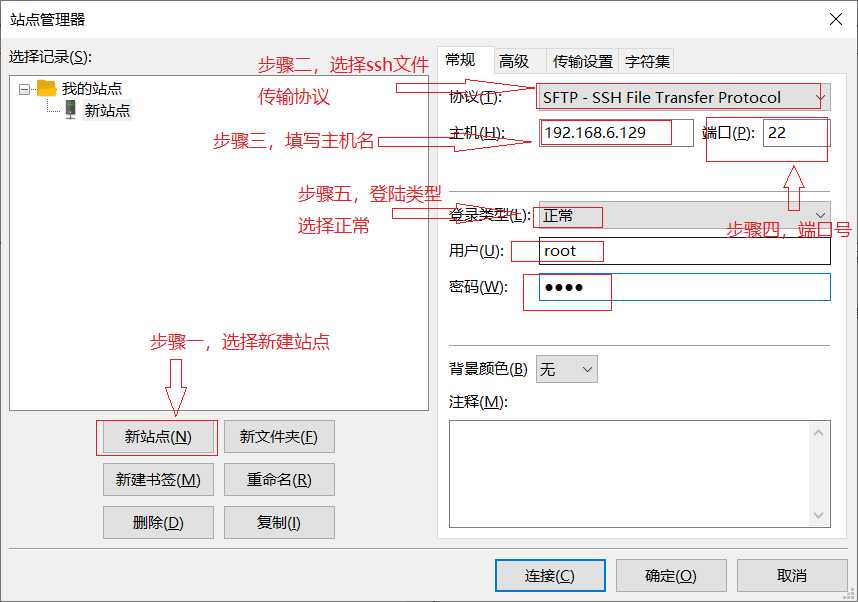 站点管理器
选择记录(S):
我的站点
新站点
步骤二，选择ssh文件
传输协议
步骤三，填写主机名
步骤五，登陆类型
选择正常
步骤一，选择新建站点
新站点(N)
新文件夹(F)
新建书签(M)
重命名(R)
删除(D)
复制(I)
常规
高级
传输设置
字符集
协议(T):
SFTP - SSH File Transfer Protocol
主机(H):
192.168.6.129
端口(P):
22
步骤四，端口号
登录类型(L):
正常
用户(U):
root
密码(W):
●●●●
背景颜色(B)
无
注释(M):
连接(C)
确定(O)
取消